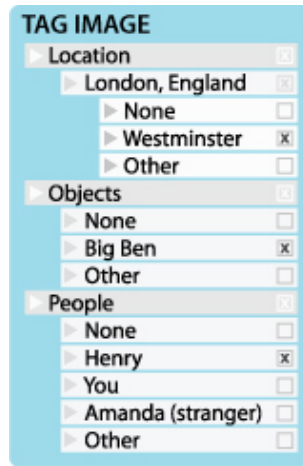 TAG IMAGE
Location
London, England
None
Westminster
Other
Objects
None
Big Ben
Other
People
None
Henry
You
Amanda (stranger)
Other